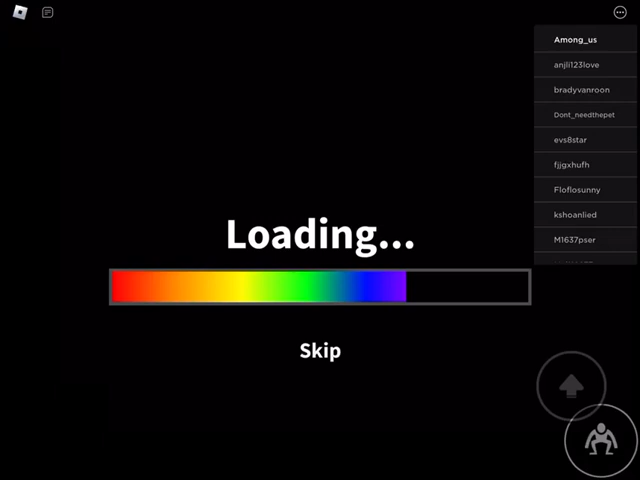 Among_us
anjli123love
bradyvanroon
Dont_needthepet
evs8star
fjjgxhufh
Floflosunny
kshoanlied
M1637pser
Loading...
Skip